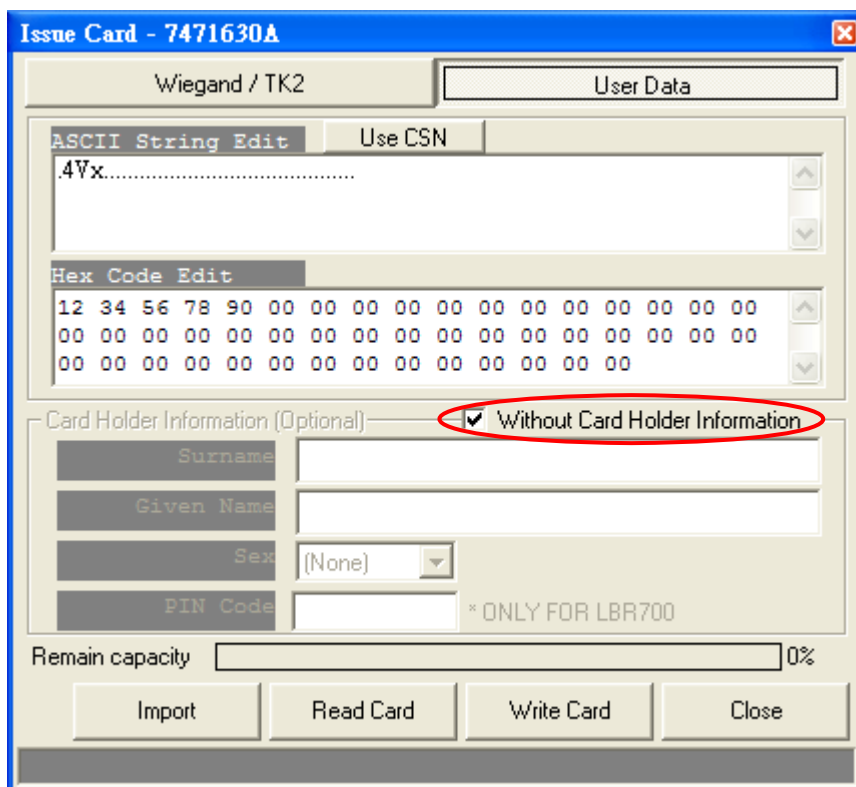 Issue Card - 7471630A
Wiegand / TK2
User Data
ASCII String Edit
Use CSN
.4Vx............................................
Hex Code Edit
12 34 56 78 90 00 00 00 00 00 00 00 00 00 00 00 00
00 00 00 00 00 00 00 00 00 00 00 00 00 00 00 00 00
00 00 00 00 00 00 00 00 00 00 00 00 00 00
Card Holder Information (Optional)
Without Card Holder Information
Surname
Given Name
Sex
(None)
PIN Code
* ONLY FOR LBR700
Remain capacity
0%
Import
Read Card
Write Card
Close